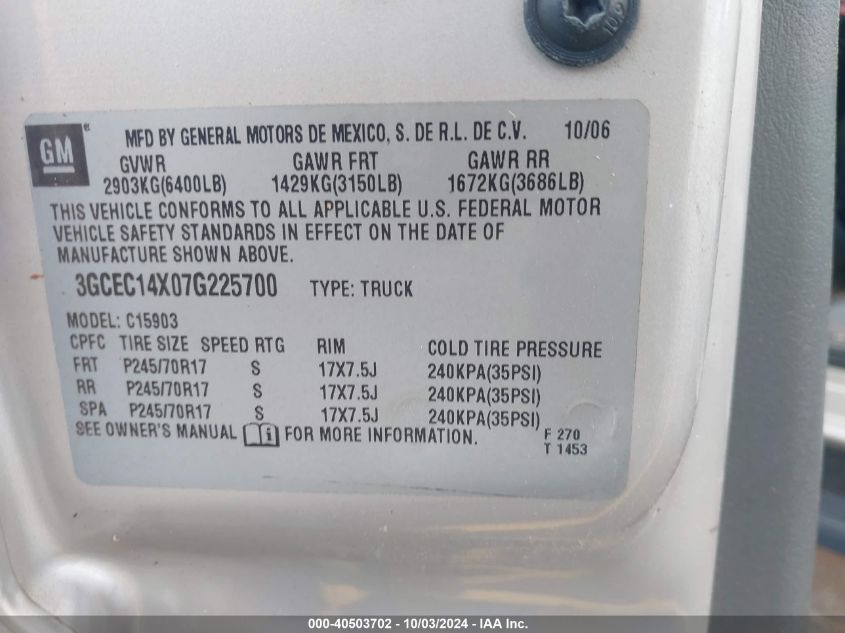 10.9
GM ®
MFD BY GENERAL MOTORS DE MEXICO, S. DE R.L. DE C.V. 10/06
GVWR GAWR FRT GAWR RR
2903KG(6400LB) 1429KG(3150LB) 1672KG(3686LB)
THIS VEHICLE CONFORMS TO ALL APPLICABLE U.S. FEDERAL MOTOR
VEHICLE SAFETY STANDARDS IN EFFECT ON THE DATE OF
MANUFACTURE SHOWN ABOVE.
3GCEC14X07G225700 TYPE: TRUCK
MODEL: C15903
CPFC TIRE SIZE SPEED RTG RIM COLD TIRE PRESSURE
FRT P245/70R17 S 17X7.5J 240KPA(35PSI)
RR P245/70R17 S 17X7.5J 240KPA(35PSI)
SPA P245/70R17 S 17X7.5J 240KPA(35PSI)
SEE OWNER'S MANUAL FOR MORE INFORMATION.
F 270
T 1453
000-40503702 - 10/03/2024 - IAA Inc.